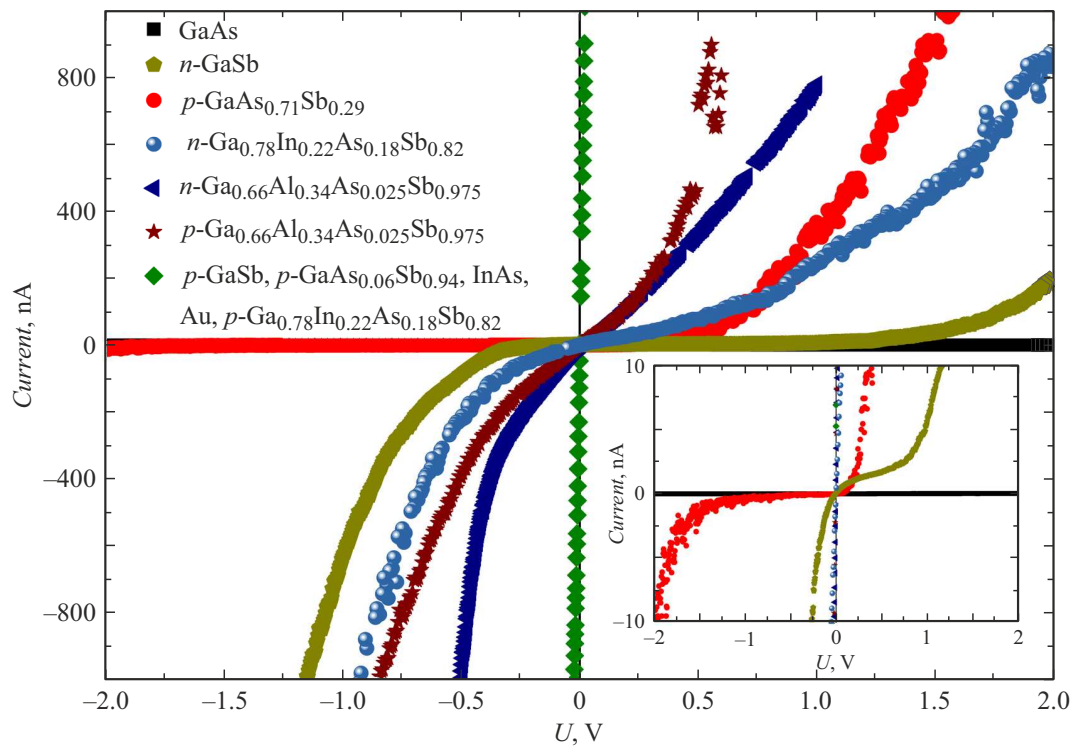 GaAs
n-GaSb
p-GaAs0.71Sb0.29
n-Ga0.78In0.22As0.18Sb0.82
n-Ga0.66Al0.34As0.025Sb0.975
p-Ga0.66Al0.34As0.025Sb0.975
p-GaSb, p-GaAs0.06Sb0.94, InAs,
Au, p-Ga0.78In0.22As0.18Sb0.82
800
400
0
–400
–800
Current, nA
–2.0 –1.5 –1.0 –0.5 0 0.5 1.0 1.5 2.0
U, V
10
0
–10
Current, nA
–2 –1 0 1 2
U, V